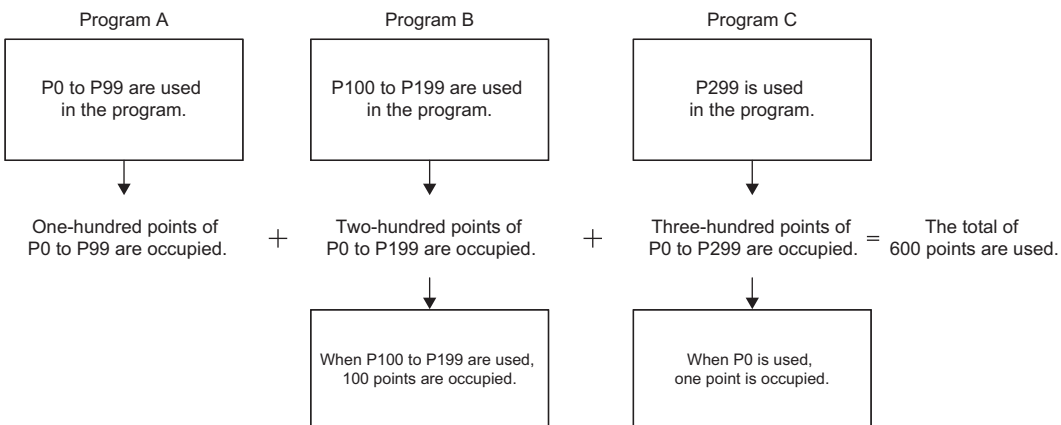 Program A
Program B
Program C
P0 to P99 are used
in the program.
P100 to P199 are used
in the program.
P299 is used
in the program.
One-hundred points of
P0 to P99 are occupied.
+
Two-hundred points of
P0 to P199 are occupied.
+
Three-hundred points of
P0 to P299 are occupied.
=
The total of
600 points are used.
When P100 to P199 are used,
100 points are occupied.
When P0 is used,
one point is occupied.